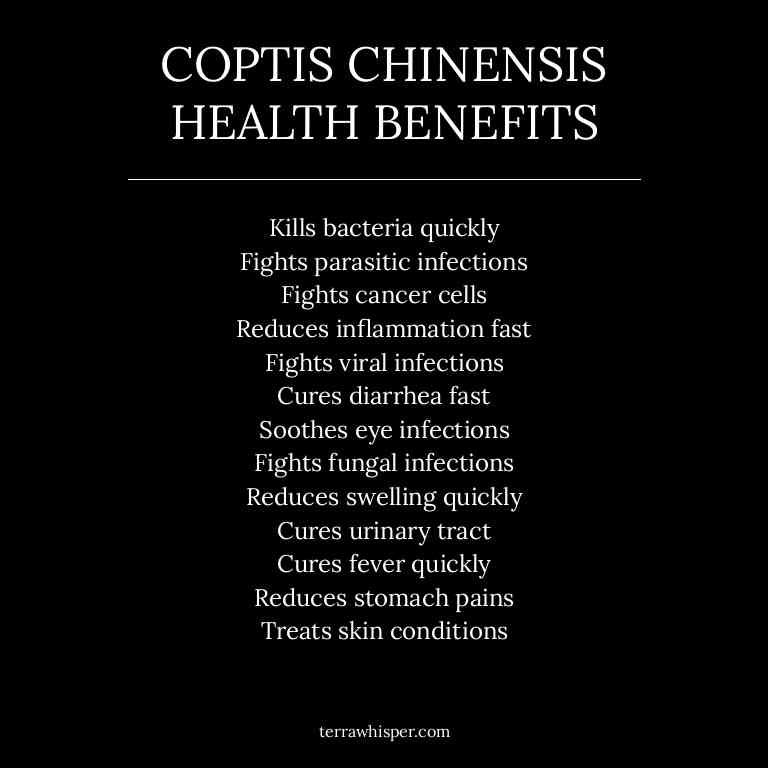 COPTIS CHINENSIS
HEALTH BENEFITS
Kills bacteria quickly
Fights parasitic infections
Fights cancer cells
Reduces inflammation fast
Fights viral infections
Cures diarrhea fast
Soothes eye infections
Fights fungal infections
Reduces swelling quickly
Cures urinary tract
Cures fever quickly
Reduces stomach pains
Treats skin conditions
terrawhisper.com